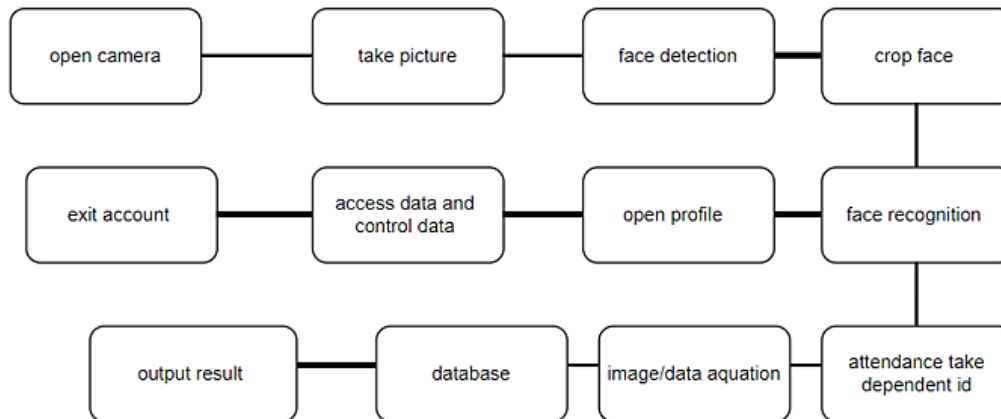 open camera
take picture
face detection
crop face
exit account
access data and
control data
open profile
face recognition
output result
database
image/data aquation
attendance take
dependent id